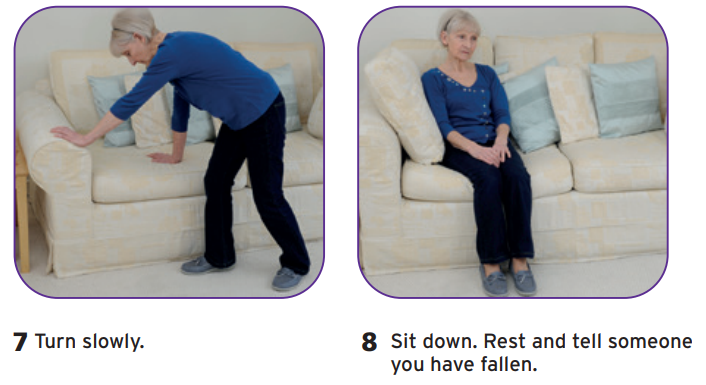 7 Turn slowly.
8 Sit down. Rest and tell someone
you have fallen.